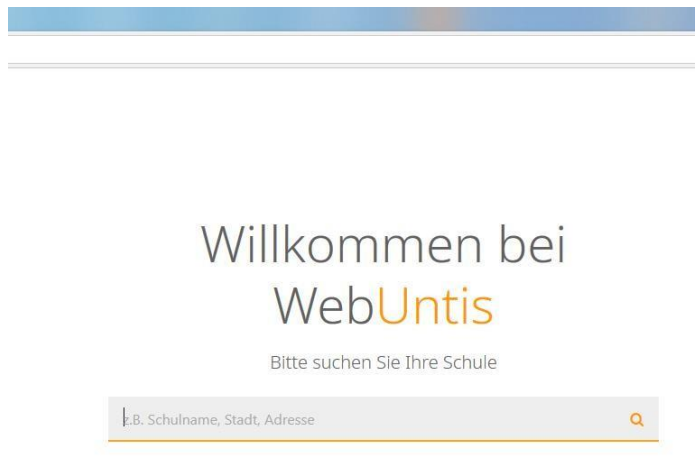 Willkommen bei
WebUntis
Bitte suchen Sie Ihre Schule
z.B. Schulname, Stadt, Adresse